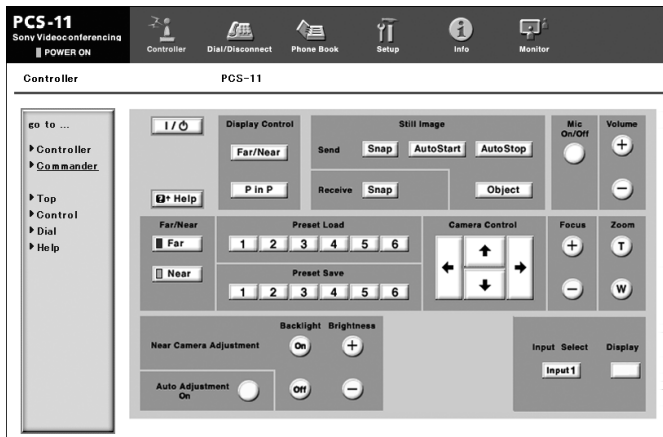 PCS-11
Sony Videoconferencing
POWER ON
Controller Dial/Disconnect Phone Book Setup Info Monitor
Controller PCS-11
go to ...
Controller
Commander
Top
Control
Dial
Help
I / ⏻ Display Control Still Image Mic On/Off Volume
Far/Near Send Snap AutoStart AutoStop +
P in P Receive Snap Object −
? Help
Far/Near Preset Load Camera Control Focus Zoom
Far 1 2 3 4 5 6 + T
Near Preset Save − W
1 2 3 4 5 6
Backlight Brightness
Near Camera Adjustment On + Input Select Display
Input 1
Auto Adjustment Off −
On